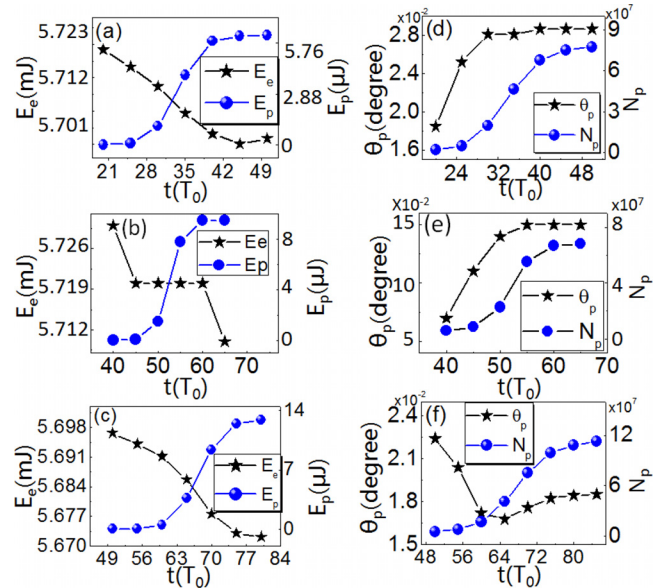 (a)
E_e(mJ)
5.723
5.712
5.701
E_e
E_p
5.76
2.88
0
E_p(μJ)
21 28 35 42 49
t(T_0)
(d)
x10^-2
θ_p(degree)
2.8
2.4
2.0
1.6
θ_p
N_p
x10^7
9
6
3
0
N_p
24 32 40 48
t(T_0)
(b)
E_e(mJ)
5.726
5.719
5.712
Ee
Ep
8
4
0
E_p(μJ)
40 48 56 64
t(T_0)
(e)
X10^-2
θ_p(degree)
15
10
5
θ_p
N_p
x10^7
8
4
0
N_p
40 50 60 70
t(T_0)
(c)
E_e(mJ)
5.698
5.691
5.684
5.677
5.670
E_e
E_p
14
7
0
E_p(μJ)
49 56 63 70 77 84
t(T_0)
(f)
x10^-2
θ_p(degree)
2.4
2.1
1.8
1.5
θ_p
N_p
x10^7
12
6
0
N_p
48 56 64 72 80
t(T_0)